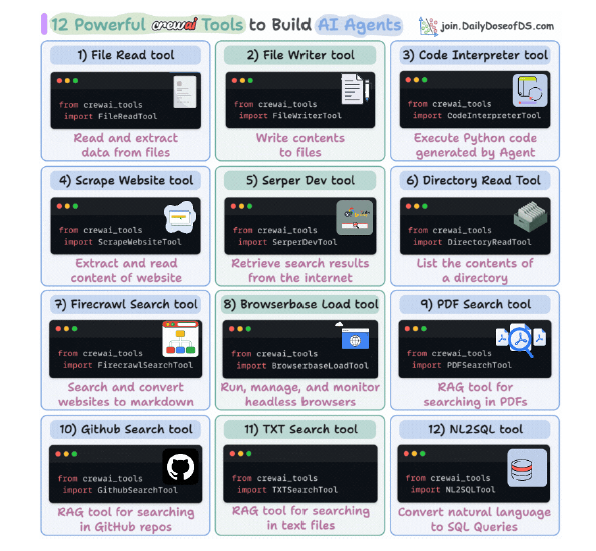 12 Powerful crewai Tools to Build AI Agents
join.DailyDoseofDS.com
1) File Read tool
from crewai_tools
import FileReadTool
Read and extract
data from files
2) File Writer tool
from crewai_tools
import FileWriterTool
Write contents
to files
3) Code Interpreter tool
from crewai_tools
import CodeInterpreterTool
Execute Python code
generated by Agent
4) Scrape Website tool
from crewai_tools
import ScrapeWebsiteTool
Extract and read
content of website
5) Serper Dev tool
from crewai_tools
import SerperDevTool
Retrieve search results
from the internet
6) Directory Read Tool
from crewai_tools
import DirectoryReadTool
List the contents of
a directory
7) Firecrawl Search tool
from crewai_tools
import FirecrawlSearchTool
Search and convert
websites to markdown
8) Browserbase Load tool
from crewai_tools
import BrowserbaseLoadTool
Run, manage, and monitor
headless browsers
9) PDF Search tool
from crewai_tools
import PDFSearchTool
RAG tool for
searching in PDFs
10) Github Search tool
from crewai_tools
import GithubSearchTool
RAG tool for searching
in GitHub repos
11) TXT Search tool
from crewai_tools
import TXTSearchTool
RAG tool for searching
in text files
12) NL2SQL tool
from crewai_tools
import NL2SQLTool
Convert natural language
to SQL Queries